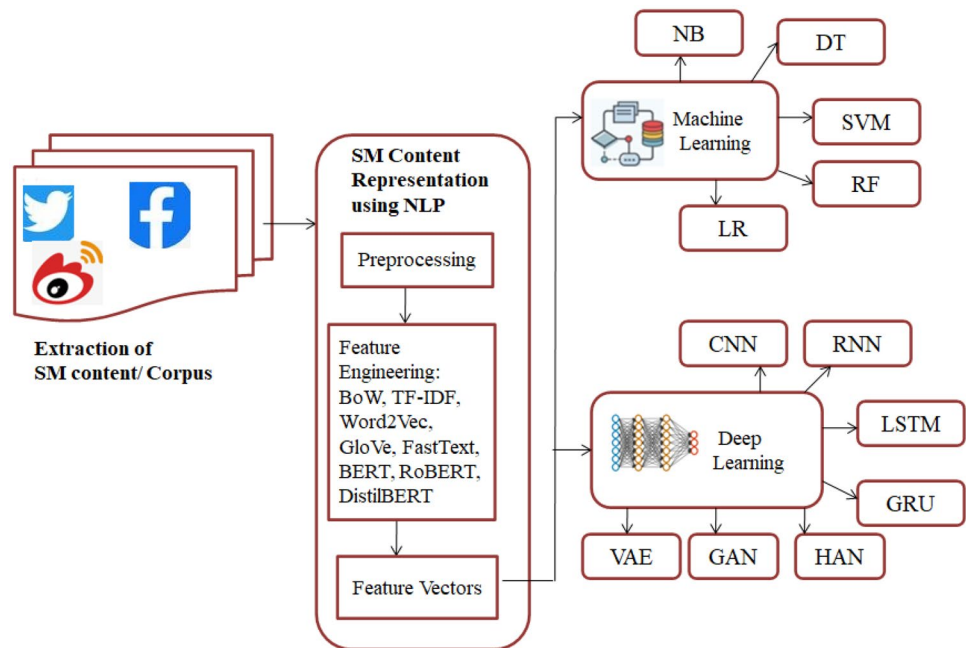 Extraction of
SM content/ Corpus
SM Content
Representation
using NLP
Preprocessing
Feature
Engineering:
BoW, TF-IDF,
Word2Vec,
GloVe, FastText,
BERT, RoBERT,
DistilBERT
Feature Vectors
NB
DT
Machine
Learning
SVM
RF
LR
CNN
RNN
Deep
Learning
LSTM
GRU
VAE
GAN
HAN